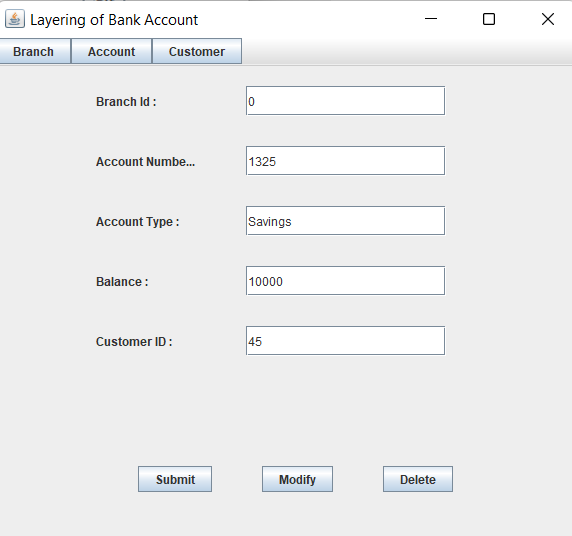 Layering of Bank Account
Branch Account Customer
Branch Id : 0
Account Numbe... 1325
Account Type : Savings
Balance : 10000
Customer ID : 45
Submit Modify Delete